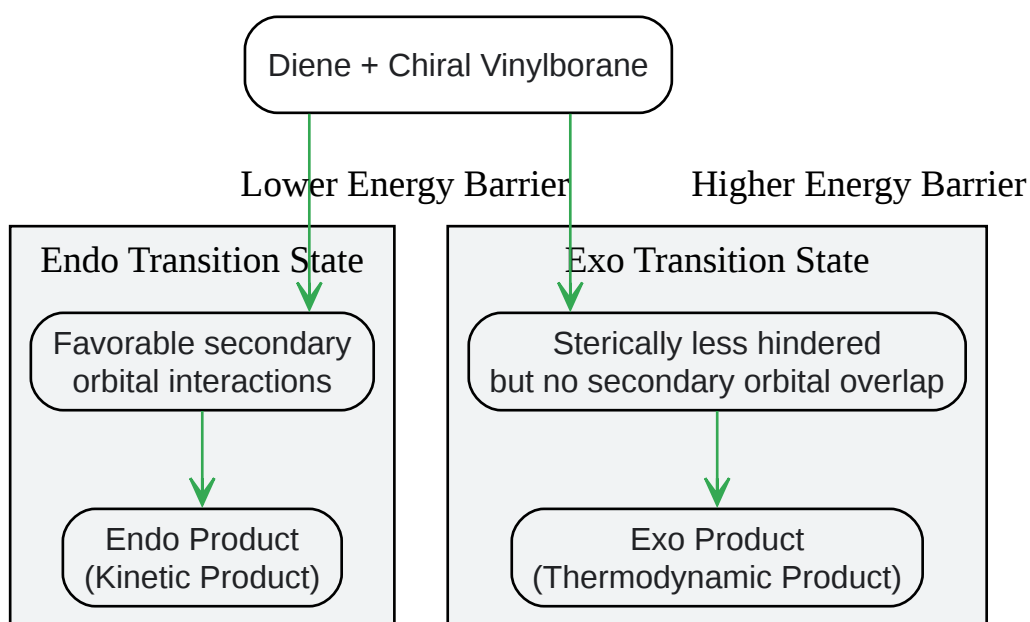 Diene + Chiral Vinylborane
Lower Energy Barrier
Higher Energy Barrier
Endo Transition State
Exo Transition State
Favorable secondary
orbital interactions
Sterically less hindered
but no secondary orbital overlap
Endo Product
(Kinetic Product)
Exo Product
(Thermodynamic Product)